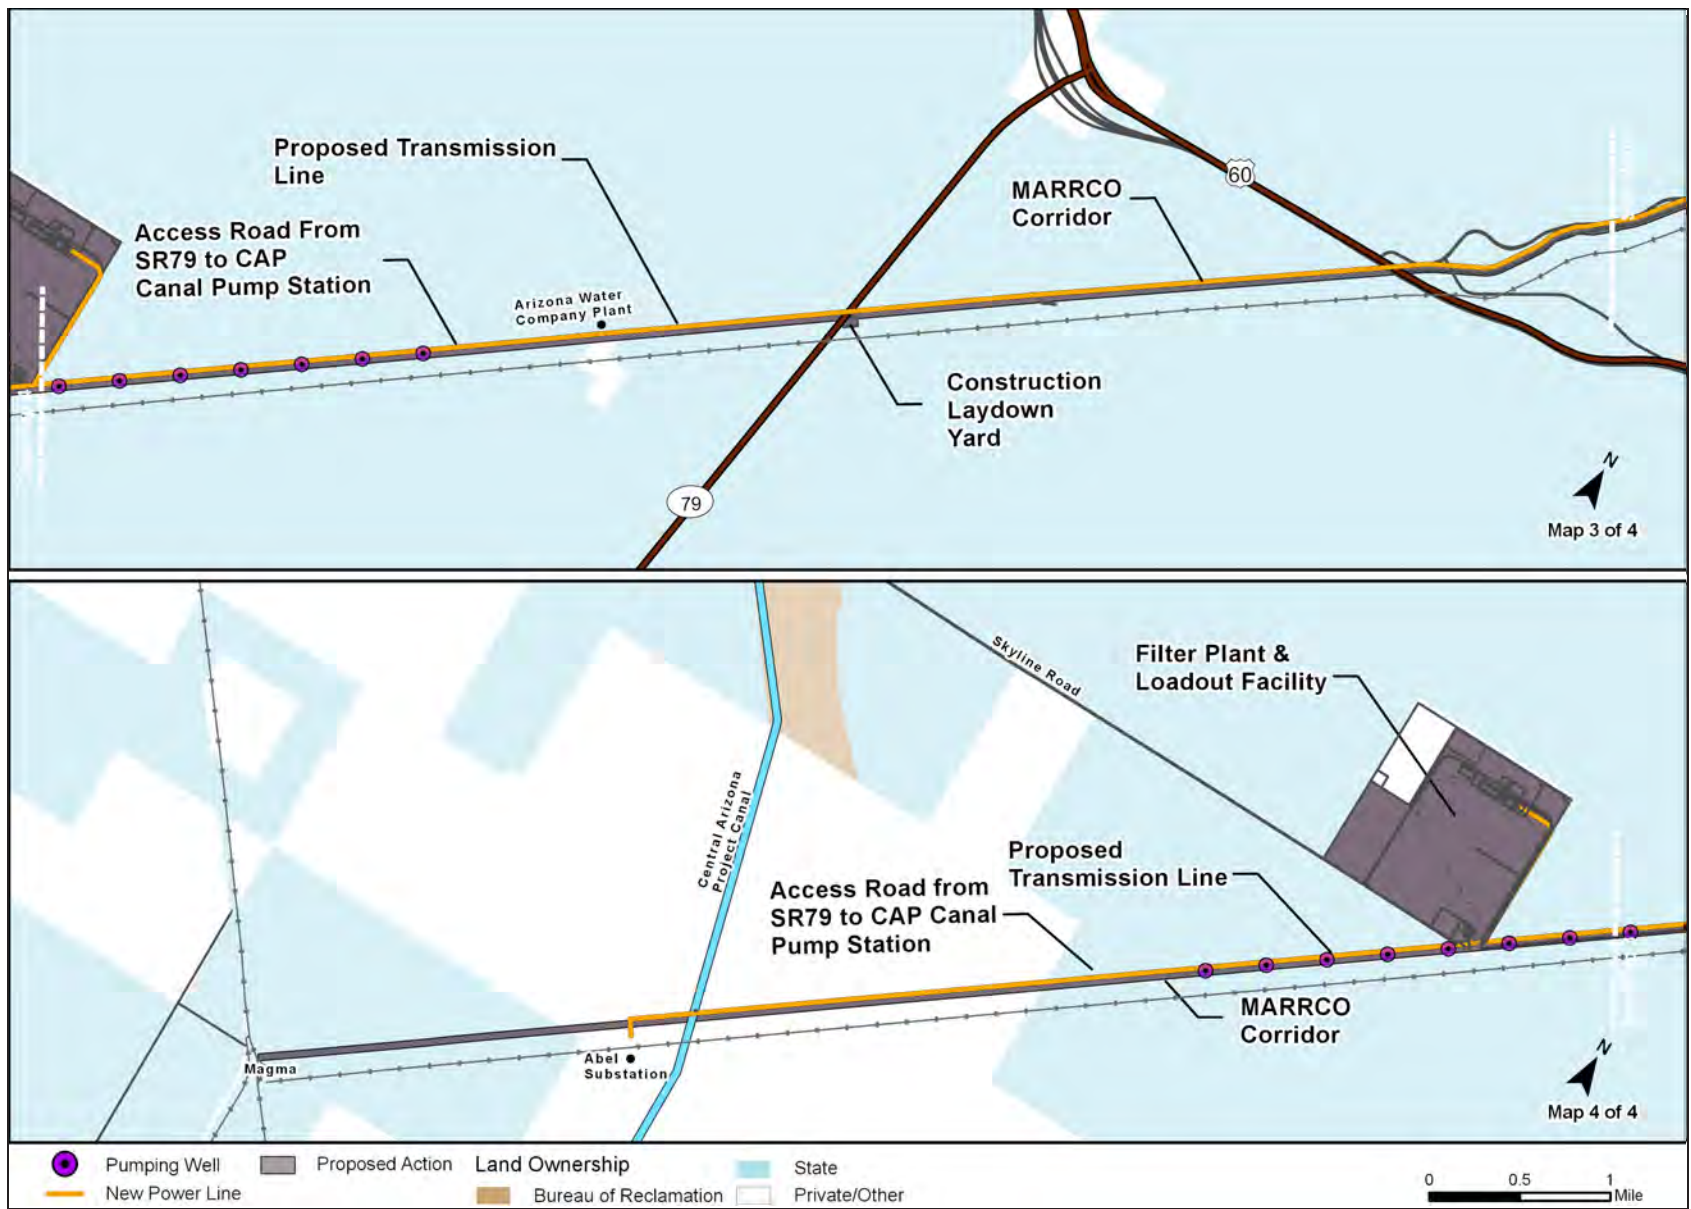 Proposed Transmission
Line
Access Road From
SR79 to CAP
Canal Pump Station
Arizona Water
Company Plant
MARRCO
Corridor
60
Construction
Laydown
Yard
79
N
Map 3 of 4
Skyline Road
Filter Plant &
Loadout Facility
Central Arizona
Project Canal
Proposed
Transmission Line
Access Road from
SR79 to CAP Canal
Pump Station
MARRCO
Corridor
Abel
Substation
Magma
N
Map 4 of 4
Pumping Well
Proposed Action
Land Ownership
State
New Power Line
Bureau of Reclamation
Private/Other
0 0.5 1
Mile